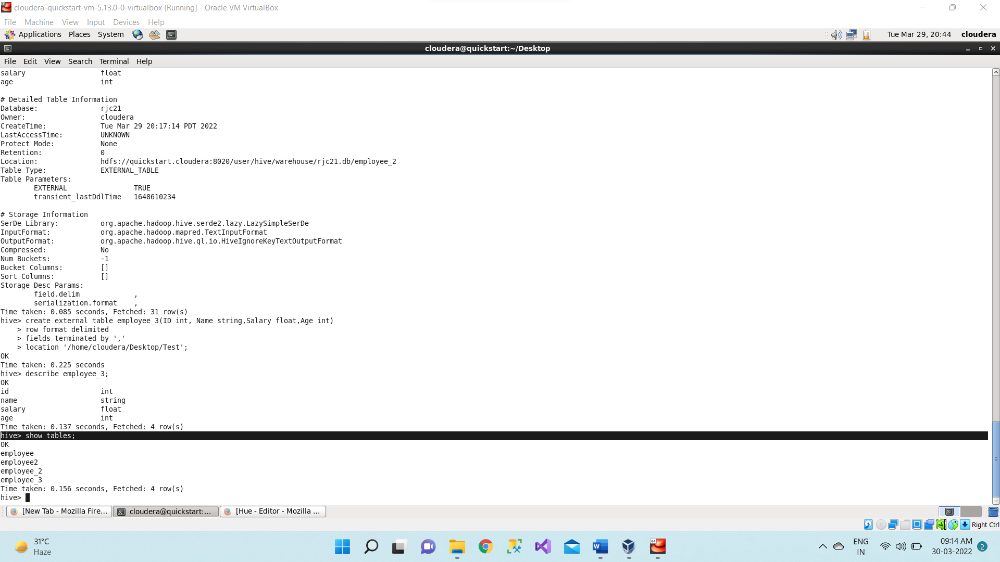 cloudera-quickstart-vm-5.13.0-0-virtualbox [Running] - Oracle VM VirtualBox
File Machine View Input Devices Help
Applications Places System Tue Mar 29, 20:44 cloudera
cloudera@quickstart:~/Desktop
File Edit View Search Terminal Help
salary float
age int
# Detailed Table Information
Database: rjc21
Owner: cloudera
CreateTime: Tue Mar 29 20:17:14 PDT 2022
LastAccessTime: UNKNOWN
Protect Mode: None
Retention: 0
Location: hdfs://quickstart.cloudera:8020/user/hive/warehouse/rjc21.db/employee_2
Table Type: EXTERNAL_TABLE
Table Parameters:
EXTERNAL TRUE
transient_lastDdlTime 1648610234
# Storage Information
SerDe Library: org.apache.hadoop.hive.serde2.lazy.LazySimpleSerDe
InputFormat: org.apache.hadoop.mapred.TextInputFormat
OutputFormat: org.apache.hadoop.hive.ql.io.HiveIgnoreKeyTextOutputFormat
Compressed: No
Num Buckets: -1
Bucket Columns: []
Sort Columns: []
Storage Desc Params:
field.delim ,
serialization.format ,
Time taken: 0.085 seconds, Fetched: 31 row(s)
hive> create external table employee_3(ID int, Name string,Salary float,Age int)
> row format delimited
> fields terminated by ','
> location '/home/cloudera/Desktop/Test';
OK
Time taken: 0.225 seconds
hive> describe employee_3;
OK
id int
name string
salary float
age int
Time taken: 0.137 seconds, Fetched: 4 row(s)
hive> show tables;
OK
employee
employee2
employee_2
employee_3
Time taken: 0.156 seconds, Fetched: 4 row(s)
hive>
[New Tab - Mozilla Fire... cloudera@quickstart:... [Hue - Editor - Mozilla ...
Right Ctrl
31°C
Haze
ENG
IN
09:14 AM
30-03-2022
2